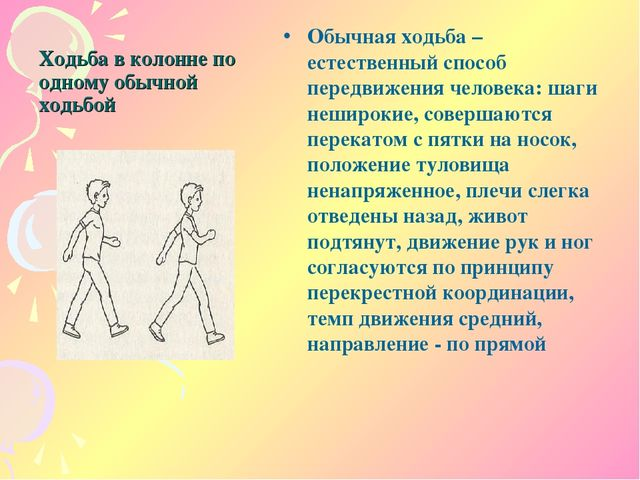 Ходьба в колонне по
одному обычной
ходьбой
• Обычная ходьба –
естественный способ
передвижения человека: шаги
неширокие, совершаются
перекатом с пятки на носок,
положение туловища
ненапряженное, плечи слегка
отведены назад, живот
подтянут, движение рук и ног
согласуются по принципу
перекрестной координации,
темп движения средний,
направление - по прямой